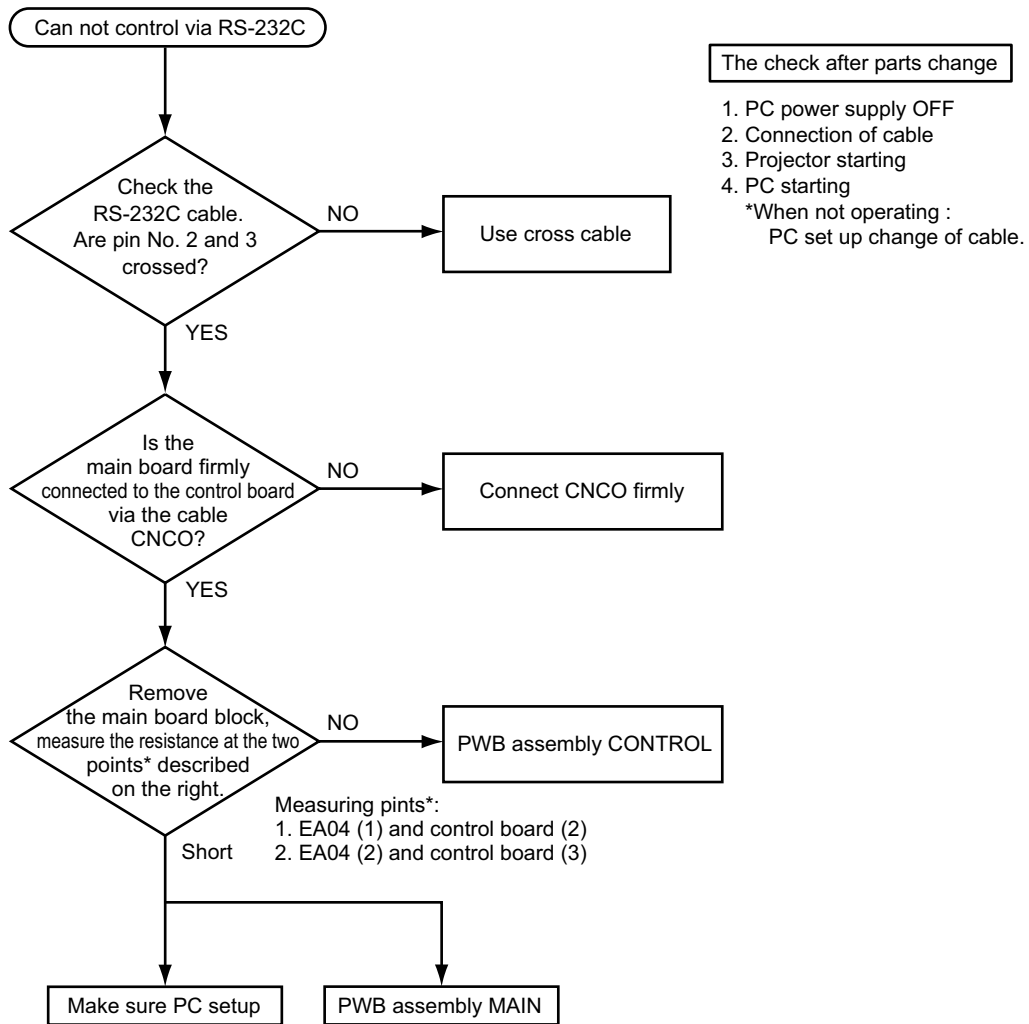 Can not control via RS-232C
The check after parts change
1. PC power supply OFF
2. Connection of cable
3. Projector starting
4. PC starting
*When not operating :
PC set up change of cable.
Check the
RS-232C cable.
Are pin No. 2 and 3
crossed?
NO
Use cross cable
YES
Is the
main board firmly
connected to the control board
via the cable
CNCO?
NO
Connect CNCO firmly
YES
Remove
the main board block,
measure the resistance at the two
points* described
on the right.
NO
PWB assembly CONTROL
Measuring pints*:
1. EA04 (1) and control board (2)
2. EA04 (2) and control board (3)
Short
Make sure PC setup
PWB assembly MAIN